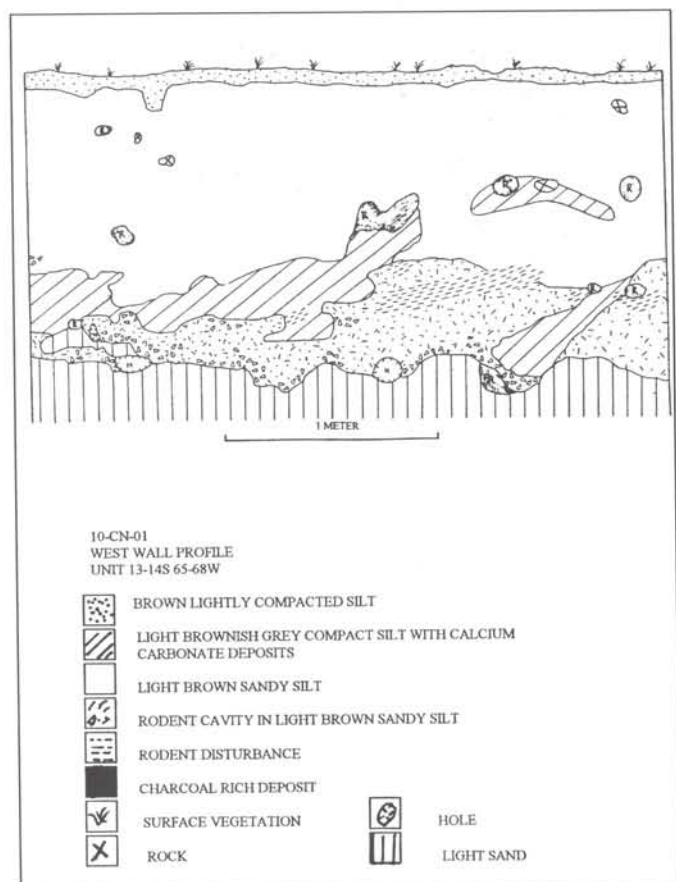 1 METER
10-CN-01
WEST WALL PROFILE
UNIT 13-14S 65-68W
BROWN LIGHTLY COMPACTED SILT
LIGHT BROWNISH GREY COMPACT SILT WITH CALCIUM
CARBONATE DEPOSITS
LIGHT BROWN SANDY SILT
RODENT CAVITY IN LIGHT BROWN SANDY SILT
RODENT DISTURBANCE
CHARCOAL RICH DEPOSIT
SURFACE VEGETATION
HOLE
ROCK
LIGHT SAND